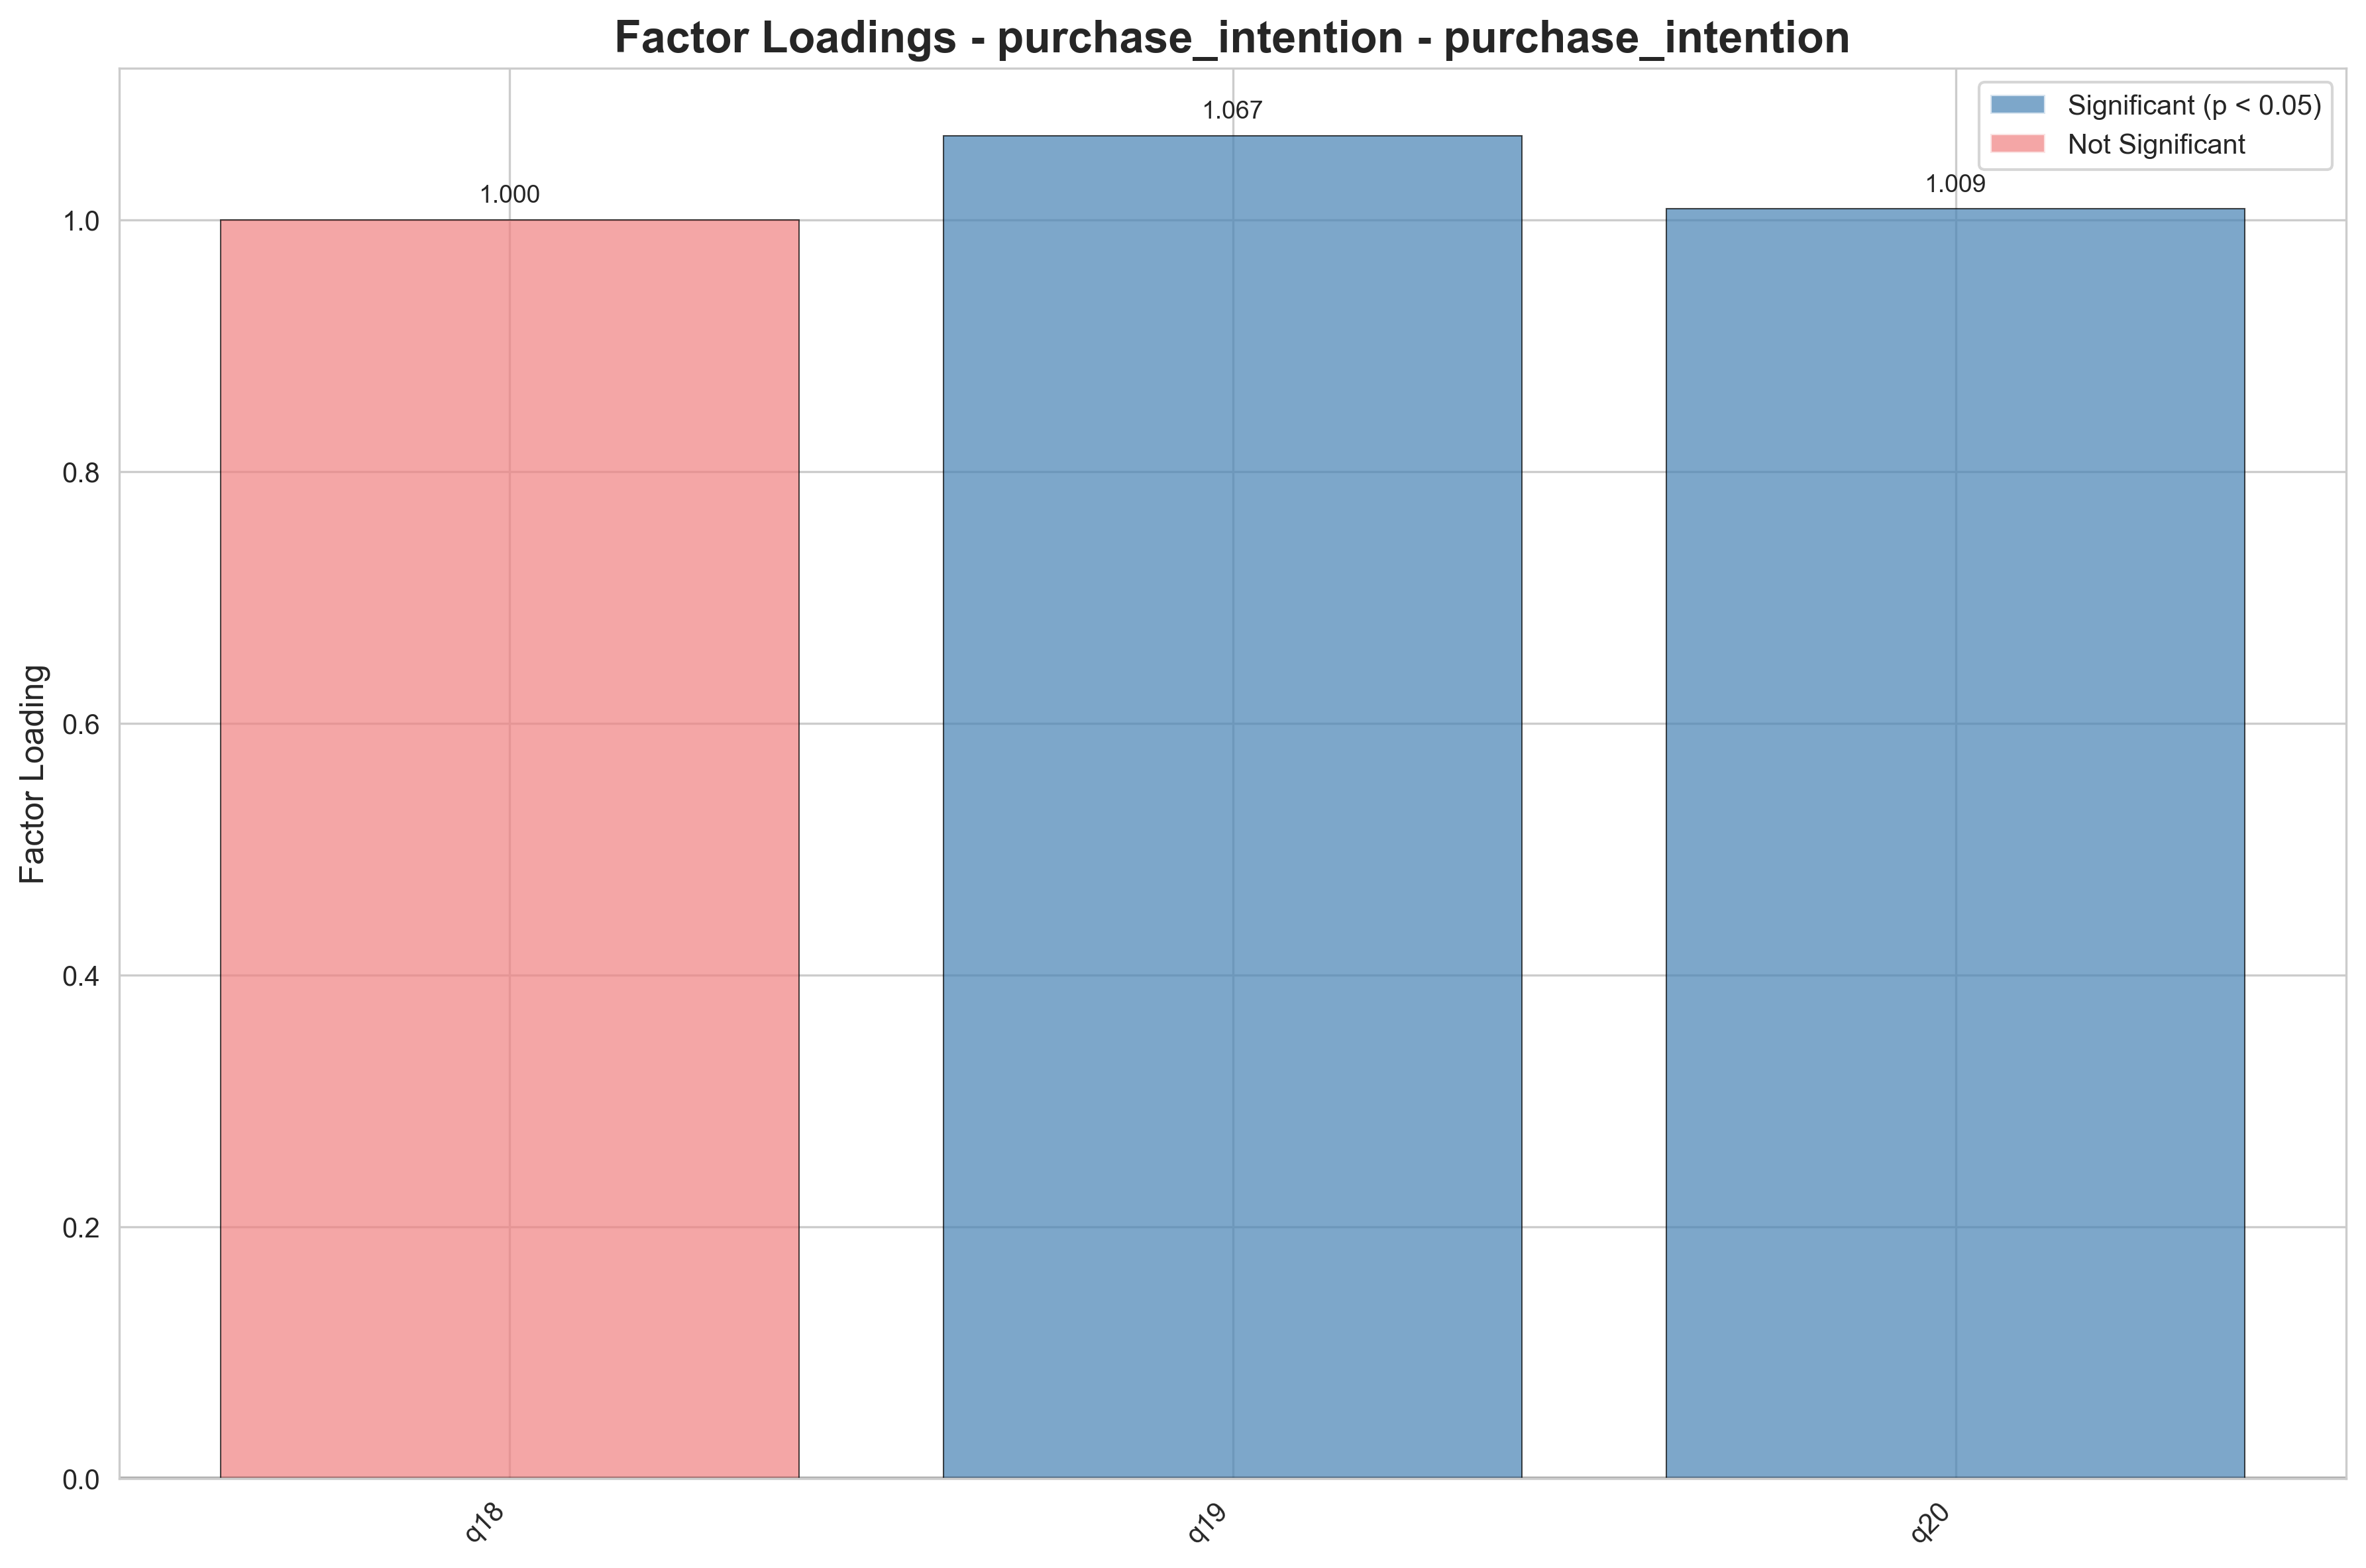 Factor Loadings - purchase_intention - purchase_intention
Significant (p < 0.05)
Not Significant
1.000
1.067
1.009
Factor Loading
1.0
0.8
0.6
0.4
0.2
0.0
q18
q19
q20